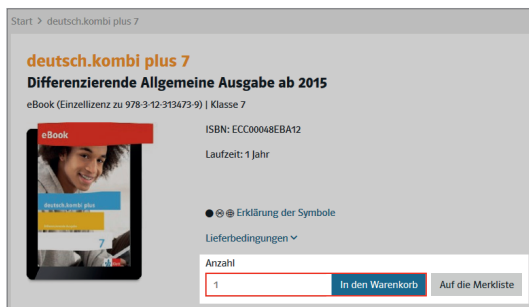 Start > deutsch.kombi plus 7
deutsch.kombi plus 7
Differenzierende Allgemeine Ausgabe ab 2015
eBook (Einzellizenz zu 978-3-12-313473-9) | Klasse 7
eBook
deutsch.kombi plus
7
ISBN: ECC00048EBA12
Laufzeit: 1 Jahr
Erklärung der Symbole
Lieferbedingungen
Anzahl
1
In den Warenkorb
Auf die Merkliste